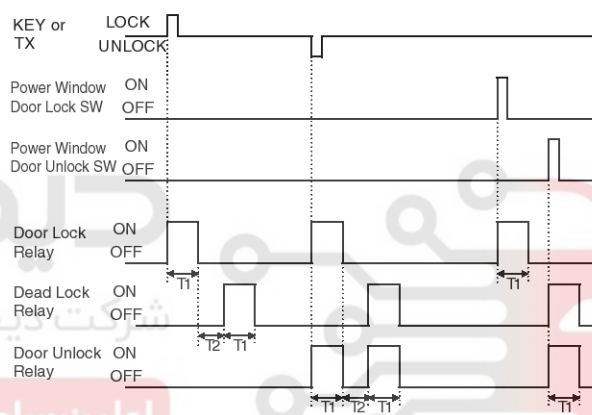 KEY or TX
LOCK
UNLOCK
Power Window Door Lock SW
ON
OFF
Power Window Door Unlock SW
ON
OFF
Door Lock Relay
ON
OFF
T1
T1
Dead Lock Relay
ON
OFF
T2
T1
Door Unlock Relay
ON
OFF
T1
T2
T1
T1